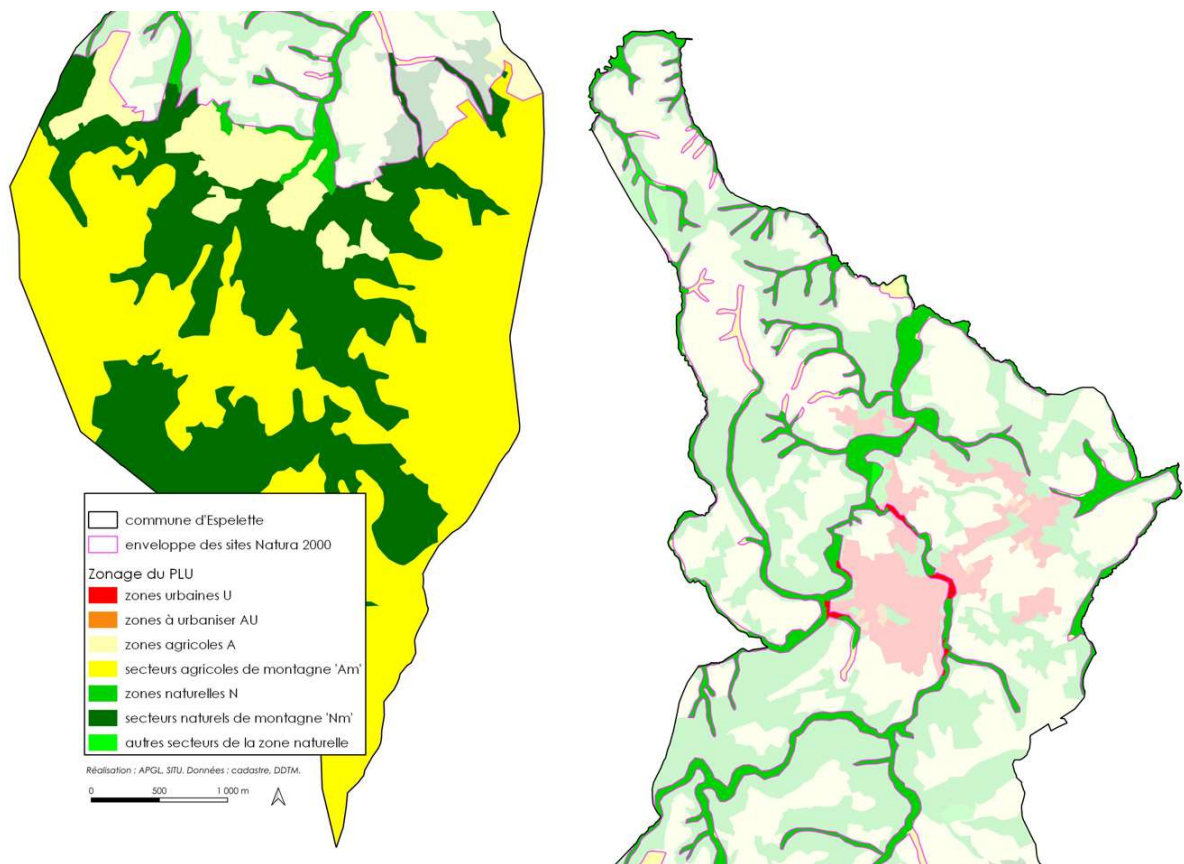 commune d'Espelette
enveloppe des sites Natura 2000
Zonage du PLU
zones urbaines U
zones à urbaniser AU
zones agricoles A
secteurs agricoles de montagne 'Am'
zones naturelles N
secteurs naturels de montagne 'Nm'
autres secteurs de la zone naturelle
Réalisation : APGL, SITU. Données : cadastre, DDTM.
0 500 1 000 m